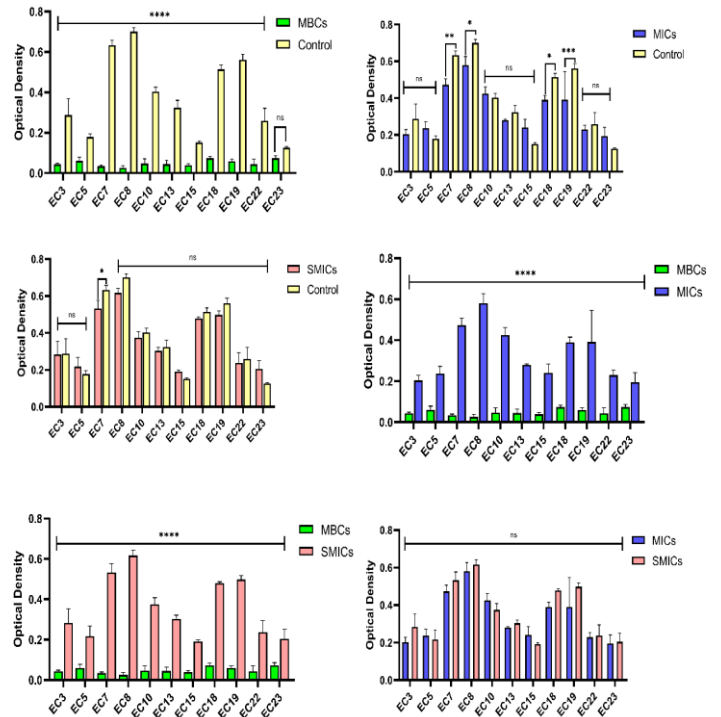 ****
MBCs
Control
ns
Optical Density
0.8
0.6
0.4
0.2
0.0
EC3
EC5
EC7
EC8
EC10
EC13
EC15
EC18
EC19
EC22
EC23
MICs
Control
ns
**
*
ns
*
***
ns
Optical Density
0.8
0.6
0.4
0.2
0.0
EC3
EC5
EC7
EC8
EC10
EC13
EC15
EC18
EC19
EC22
EC23
SMICs
Control
ns
*
ns
Optical Density
0.8
0.6
0.4
0.2
0.0
EC3
EC5
EC7
EC8
EC10
EC13
EC15
EC18
EC19
EC22
EC23
****
MBCs
MICs
Optical Density
0.8
0.6
0.4
0.2
0.0
EC3
EC5
EC7
EC8
EC10
EC13
EC15
EC18
EC19
EC22
EC23
****
MBCs
SMICs
Optical Density
0.8
0.6
0.4
0.2
0.0
EC3
EC5
EC7
EC8
EC10
EC13
EC15
EC18
EC19
EC22
EC23
ns
MICs
SMICs
Optical Density
0.8
0.6
0.4
0.2
0.0
EC3
EC5
EC7
EC8
EC10
EC13
EC15
EC18
EC19
EC22
EC23